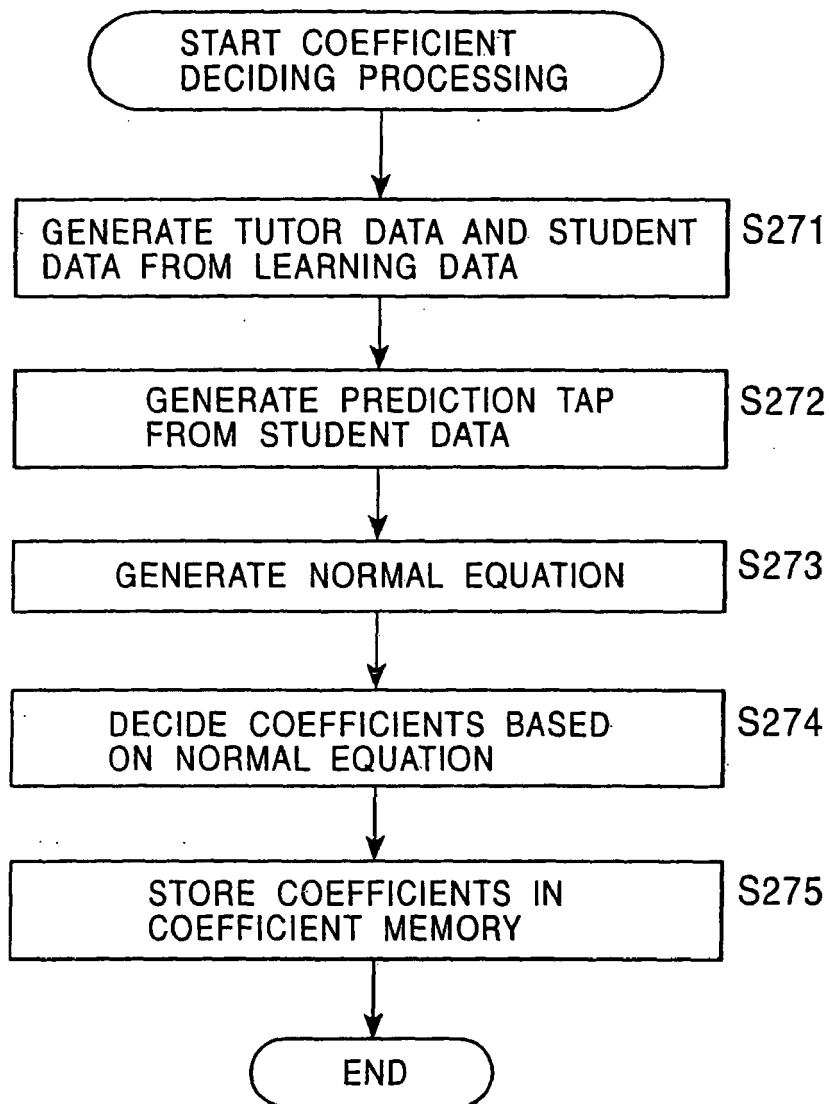 START COEFFICIENT
DECIDING PROCESSING
GENERATE TUTOR DATA AND STUDENT
DATA FROM LEARNING DATA
S271
GENERATE PREDICTION TAP
FROM STUDENT DATA
S272
GENERATE NORMAL EQUATION
S273
DECIDE COEFFICIENTS BASED
ON NORMAL EQUATION
S274
STORE COEFFICIENTS IN
COEFFICIENT MEMORY
S275
END